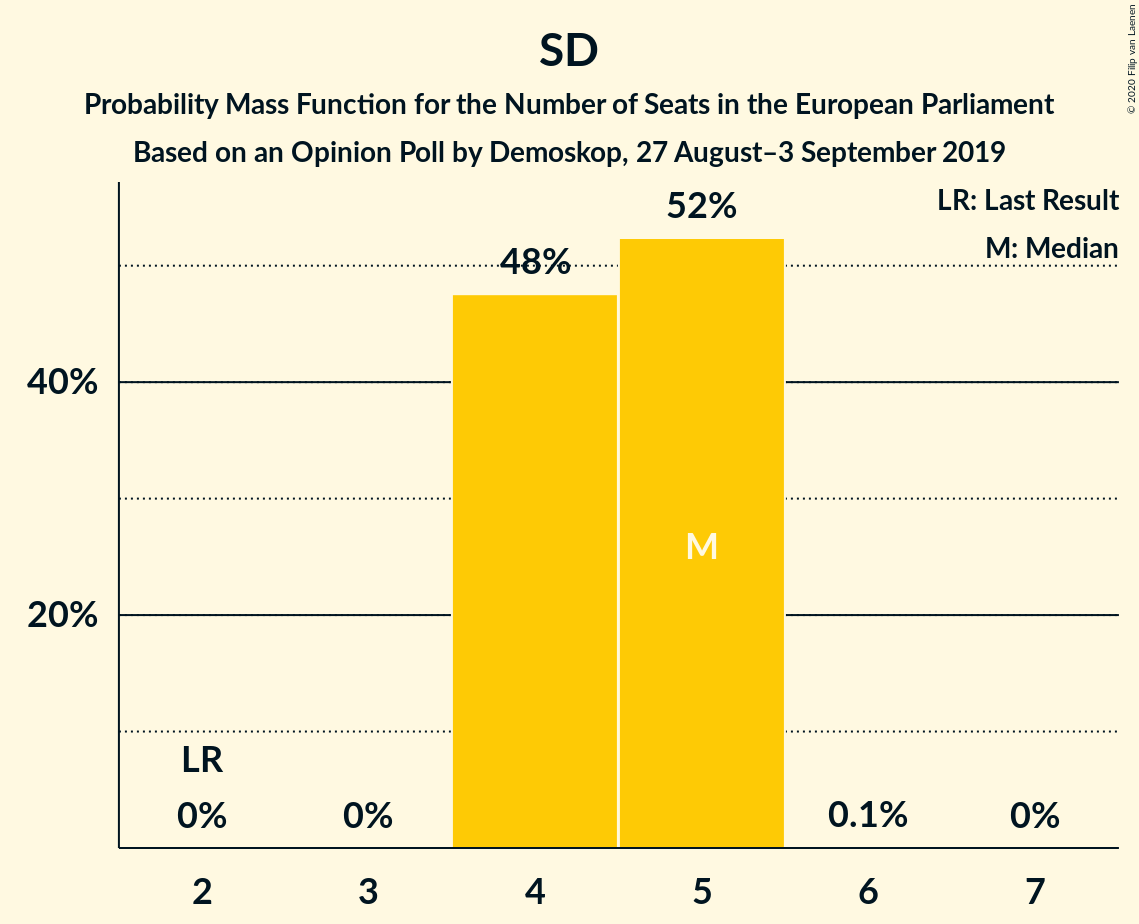 SD
Probability Mass Function for the Number of Seats in the European Parliament
Based on an Opinion Poll by Demoskop, 27 August–3 September 2019
© 2020 Filip van Laenen
LR: Last Result
M: Median
52%
48%
40%
M
20%
LR
0%
0%
0.1%
0%
2
3
4
5
6
7